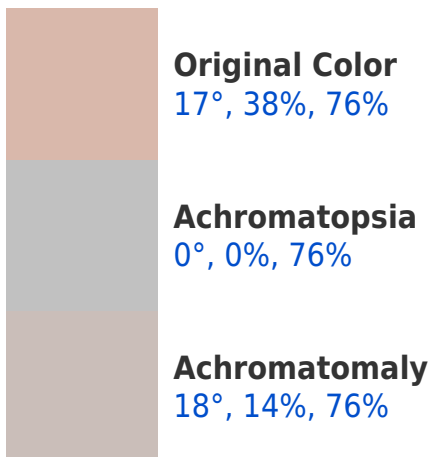 Original Color
17°, 38%, 76%
Achromatopsia
0°, 0%, 76%
Achromatomaly
18°, 14%, 76%